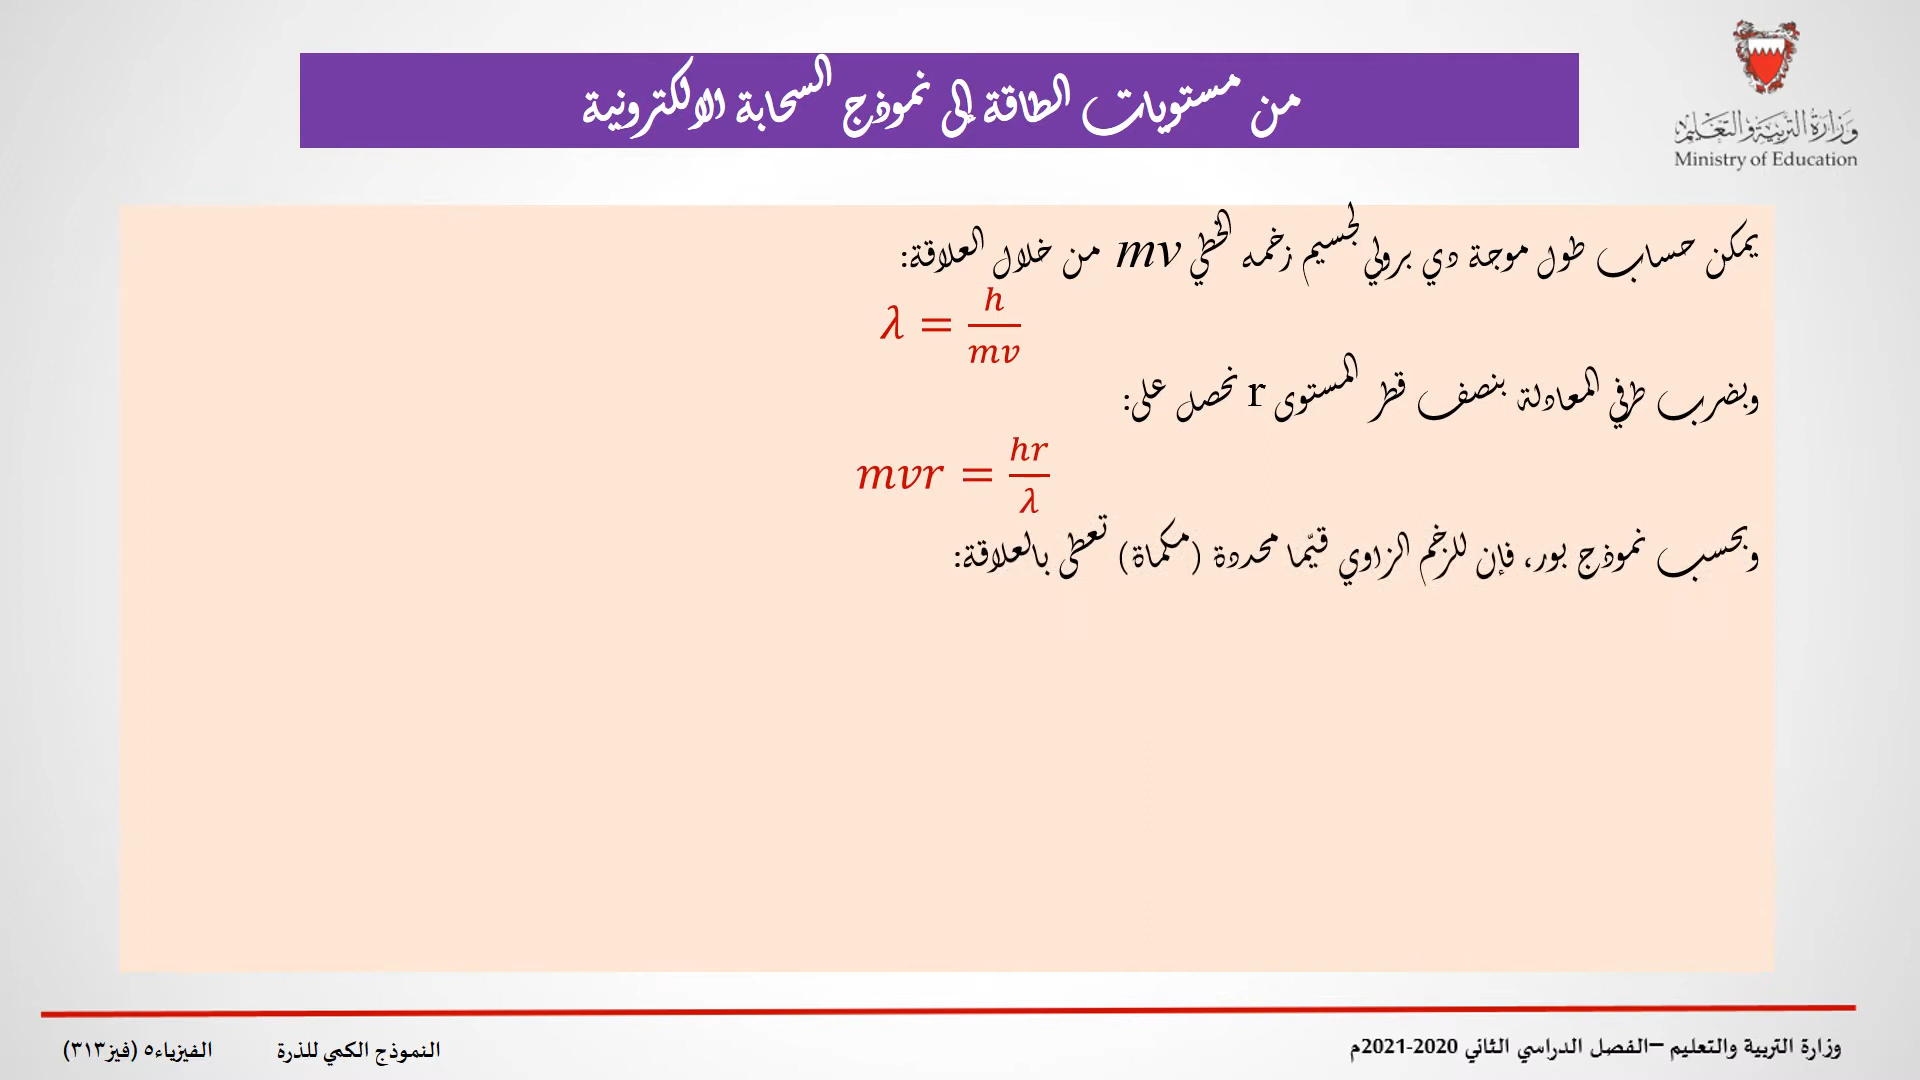 وزارة التربية والتعليم
Ministry of Education
من مستويات الطاقة إلى نموذج السحابة الالكترونية
يمكن حساب طول موجة دي برولي لجسيم زخمه الخطي mv من خلال العلاقة:
λ = h/mv
وبضرب طرفي المعادلة بنصف قطر المستوى r نحصل على:
mvr = hr/λ
وبحسب نموذج بور، فإن للزخم الزاوي قيّما محددة (مكماة) تعطى بالعلاقة:
وزارة التربية والتعليم –الفصل الدراسي الثاني 2020-2021م
النموذج الكمي للذرة
الفيزياء٥ (فيز٣١٣)